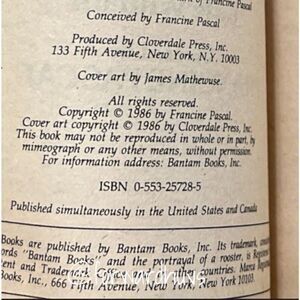 of Francine Pascal
Conceived by Francine Pascal
Produced by Cloverdale Press, Inc.
133 Fifth Avenue, New York, N.Y. 10003
Cover art by James Mathewuse.
All rights reserved.
Copyright © 1986 by Francine Pascal.
Cover art copyright © 1986 by Cloverdale Press, Inc.
This book may not be reproduced in whole or in part, by
mimeograph or any other means, without permission.
For information address: Bantam Books, Inc.
ISBN 0-553-25728-5
Published simultaneously in the United States and Canada
Books are published by Bantam Books, Inc. Its trademark,
ords "Bantam Books" and the portrayal of a rooster, is
ent and Trademark
Inc., 666 Fifth Avenue, New York, New York 10103.